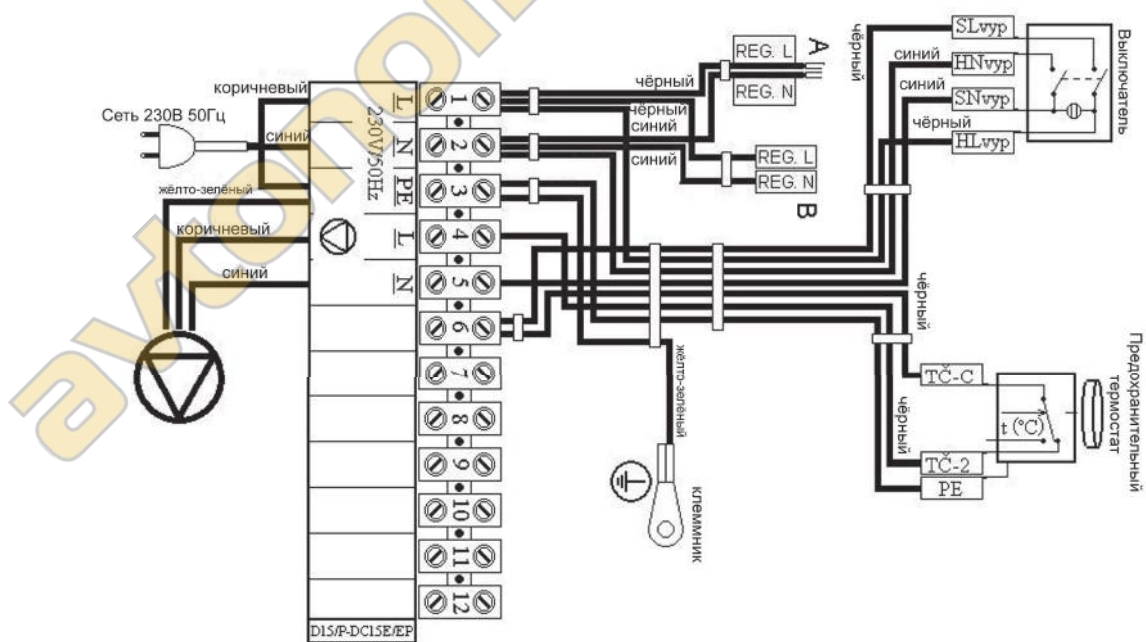 avtono
Сеть 230В 50Гц
коричневый
синий
жёлто-зелёный
коричневый
синий
L
N
PE
L
N
230V/50Hz
1
2
3
4
5
6
7
8
9
10
11
12
D15/P-DC15E/EP
чёрный
чёрный
синий
синий
REG. L
REG. N
A
REG. L
REG. N
B
чёрный
синий
синий
чёрный
SLvyp
HNvyp
SNvyp
HLvyp
Выключатель
чёрный
чёрный
TČ-C
TČ-2
PE
t (°C)
Предохранительный
термостат
жёлто-зелёный
клеммник